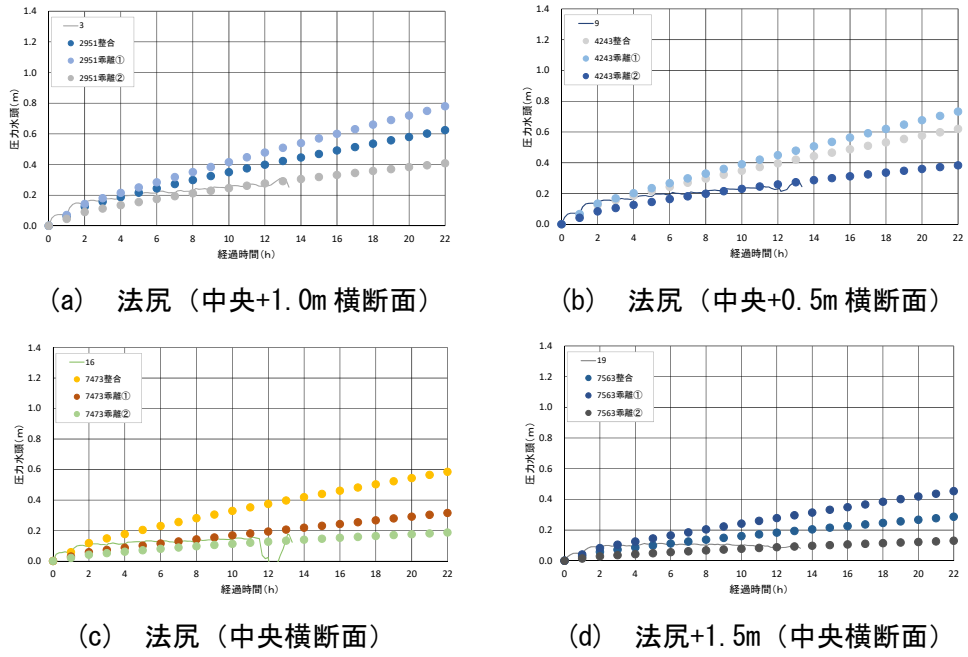 3
2951整合
2951乖離①
2951乖離②
1.4
1.2
1.0
0.8
0.6
0.4
0.2
0.0
圧力水頭(m)
0 2 4 6 8 10 12 14 16 18 20 22
経過時間(h)
(a) 法尻（中央+1.0m 横断面）
9
4243整合
4243乖離①
4243乖離②
1.4
1.2
1.0
0.8
0.6
0.4
0.2
0.0
圧力水頭(m)
0 2 4 6 8 10 12 14 16 18 20 22
経過時間(h)
(b) 法尻（中央+0.5m 横断面）
16
7473整合
7473乖離①
7473乖離②
1.4
1.2
1.0
0.8
0.6
0.4
0.2
0.0
圧力水頭(m)
0 2 4 6 8 10 12 14 16 18 20 22
経過時間(h)
(c) 法尻（中央横断面）
19
7563整合
7563乖離①
7563乖離②
1.4
1.2
1.0
0.8
0.6
0.4
0.2
0.0
圧力水頭(m)
0 2 4 6 8 10 12 14 16 18 20 22
経過時間(h)
(d) 法尻+1.5m（中央横断面）